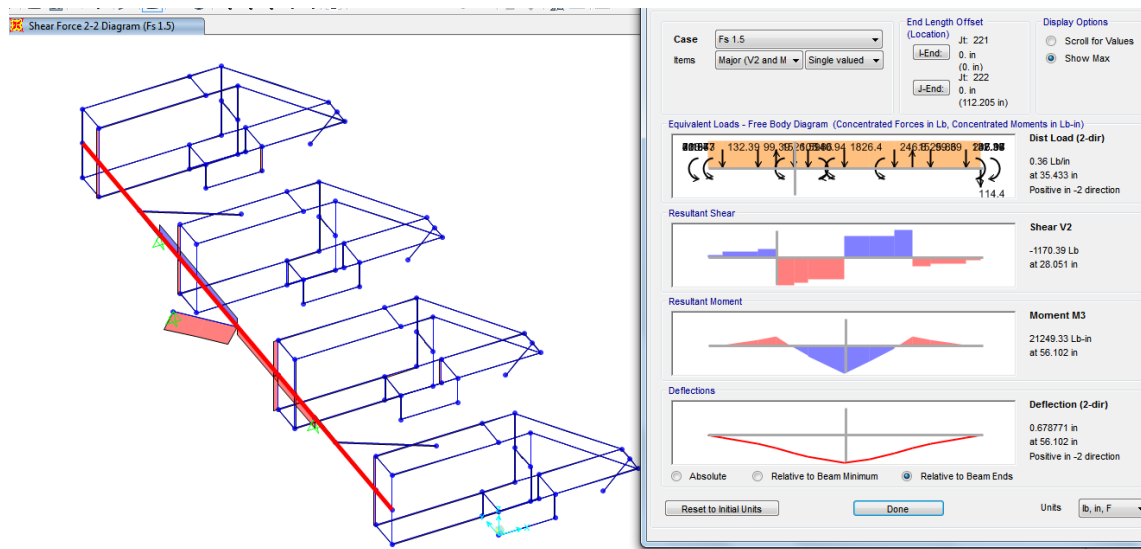 Shear Force 2-2 Diagram (Fs 1.5)
Case Fs 1.5
Items Major (V2 and M Single valued
End Length Offset
(Location)
Jt: 221
I-End: 0. in
(0. in)
Jt: 222
J-End: 0. in
(112.205 in)
Display Options
Scroll for Values
Show Max
Equivalent Loads - Free Body Diagram (Concentrated Forces in Lb, Concentrated Moments in Lb-in)
132.39 1826.4
114.4
Dist Load (2-dir)
0.36 Lb/in
at 35.433 in
Positive in -2 direction
Resultant Shear
Shear V2
-1170.39 Lb
at 28.051 in
Resultant Moment
Moment M3
21249.33 Lb-in
at 56.102 in
Deflections
Deflection (2-dir)
0.678771 in
at 56.102 in
Positive in -2 direction
Absolute Relative to Beam Minimum Relative to Beam Ends
Reset to Initial Units Done Units lb, in, F